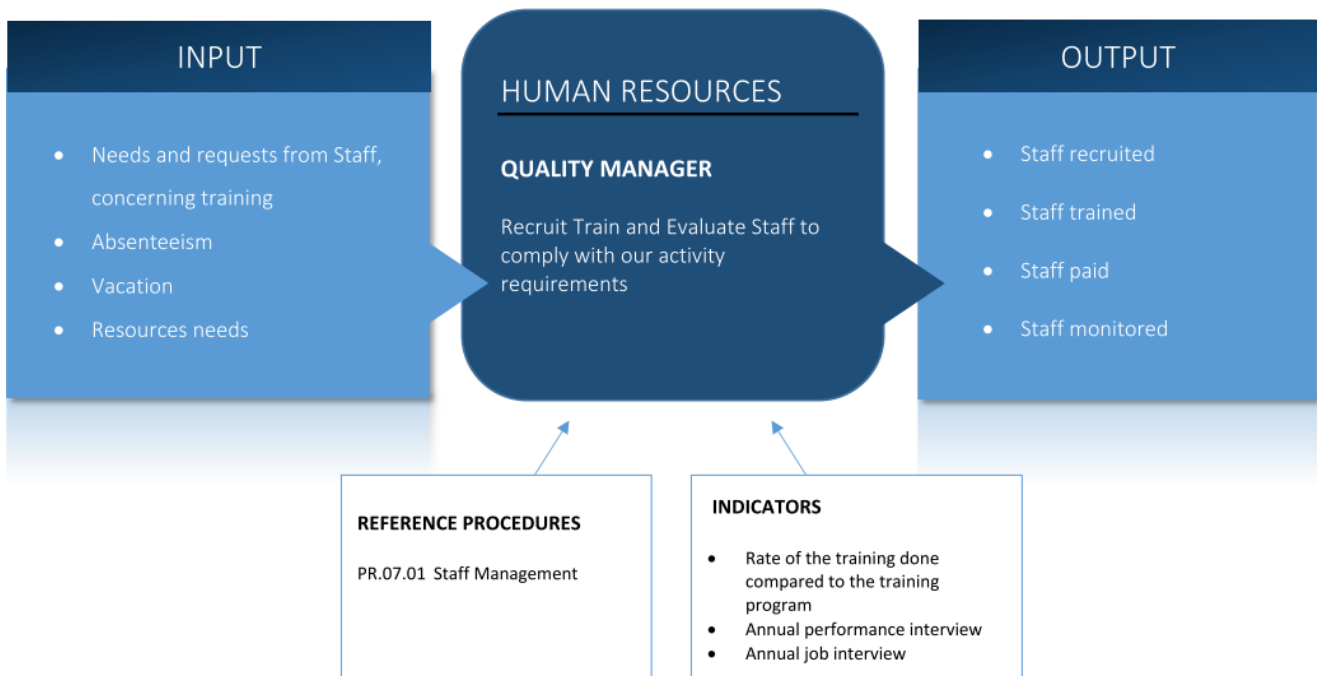 INPUT
• Needs and requests from Staff,
concerning training
• Absenteeism
• Vacation
• Resources needs
HUMAN RESOURCES
QUALITY MANAGER
Recruit Train and Evaluate Staff to
comply with our activity
requirements
OUTPUT
• Staff recruited
• Staff trained
• Staff paid
• Staff monitored
REFERENCE PROCEDURES
PR.07.01 Staff Management
INDICATORS
• Rate of the training done
compared to the training
program
• Annual performance interview
• Annual job interview